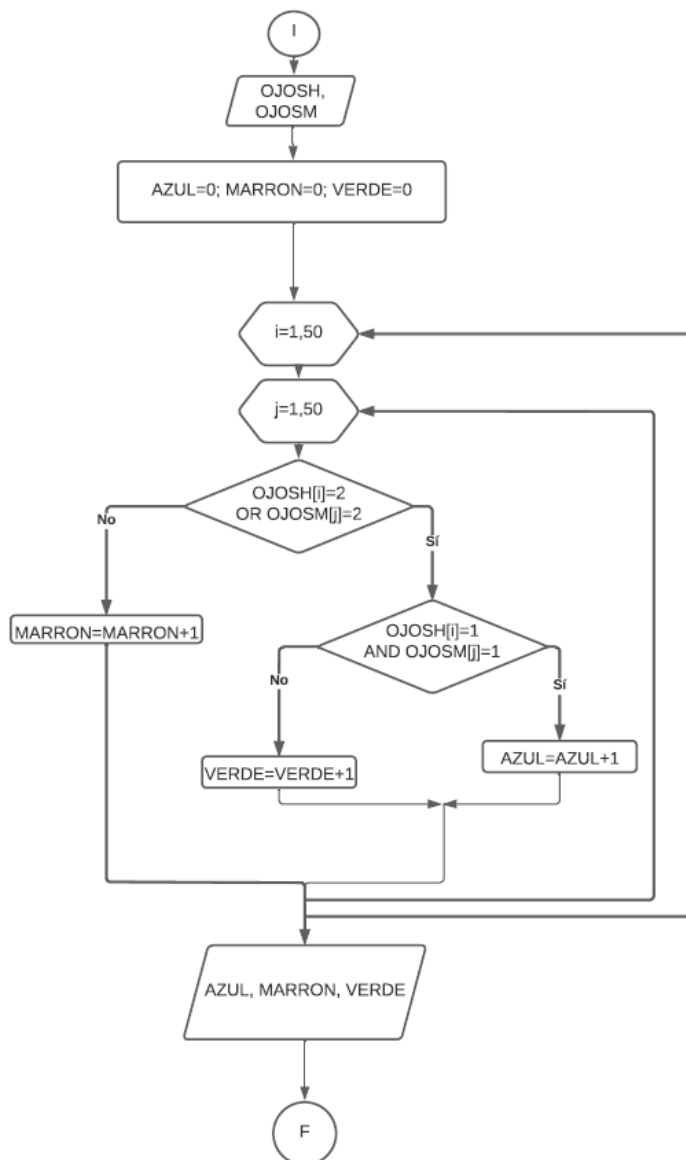 I
OJOSH,
OJOSM
AZUL=0; MARRON=0; VERDE=0
i=1,50
j=1,50
OJOSH[i]=2
OR OJOSM[j]=2
No
Sí
MARRON=MARRON+1
OJOSH[i]=1
AND OJOSM[j]=1
No
Sí
VERDE=VERDE+1
AZUL=AZUL+1
AZUL, MARRON, VERDE
F